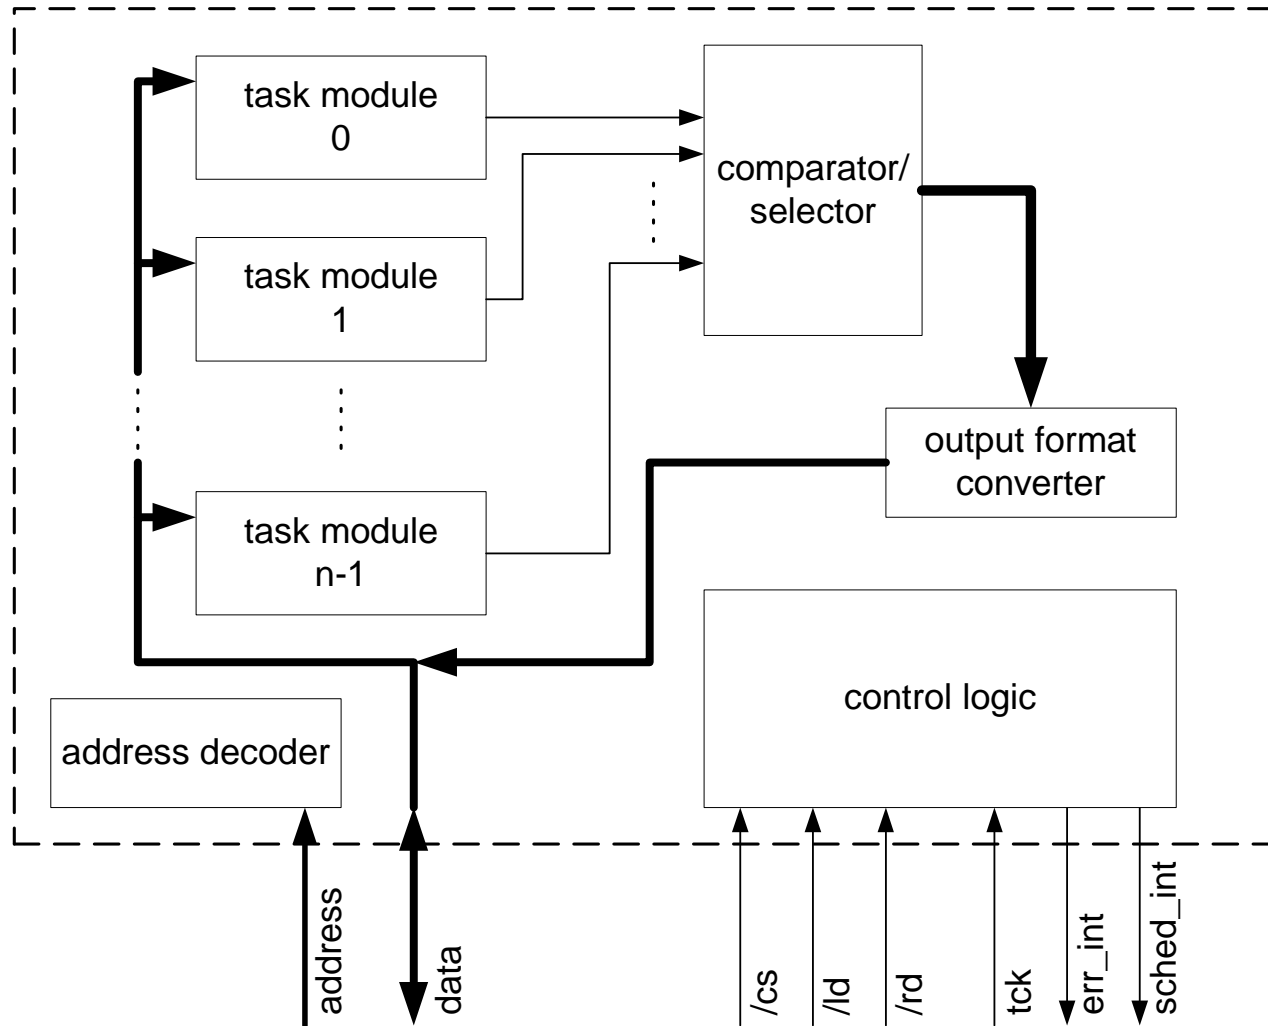 task module
0
comparator/
selector
task module
1
output format
converter
task module
n-1
control logic
address decoder
address
data
/cs
/ld
/rd
tck
err_int
sched_int